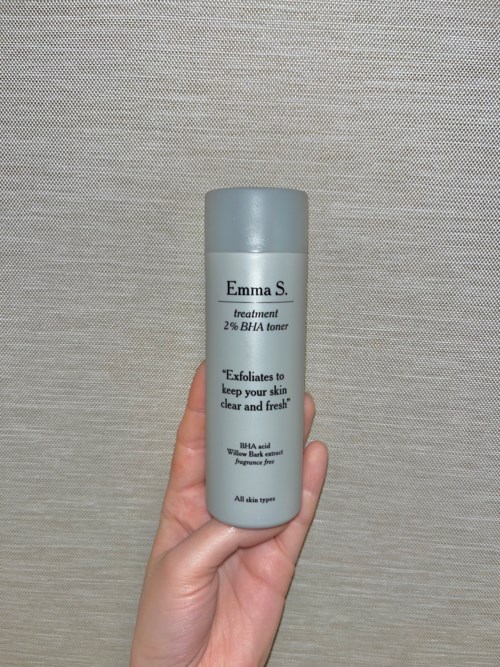 Emma S.
treatment
2% BHA toner
"Exfoliates to
keep your skin
clear and fresh"
BHA acid
Willow Bark extract
fragrance free
All skin types